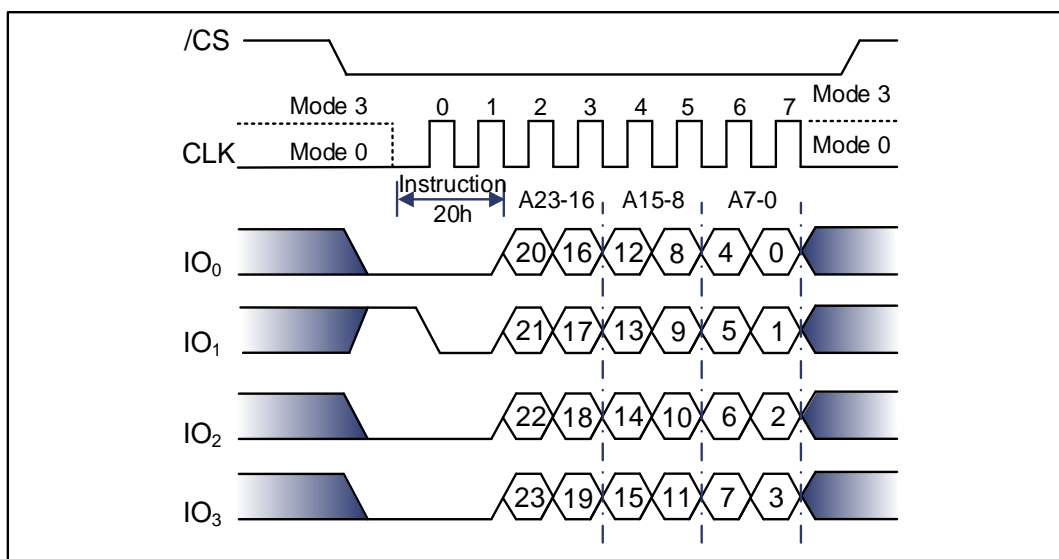 /CS
Mode 3 0 1 2 3 4 5 6 7 Mode 3
CLK Mode 0 Mode 0
Instruction A23-16 A15-8 A7-0
20h
IO0 20 16 12 8 4 0
IO1 21 17 13 9 5 1
IO2 22 18 14 10 6 2
IO3 23 19 15 11 7 3